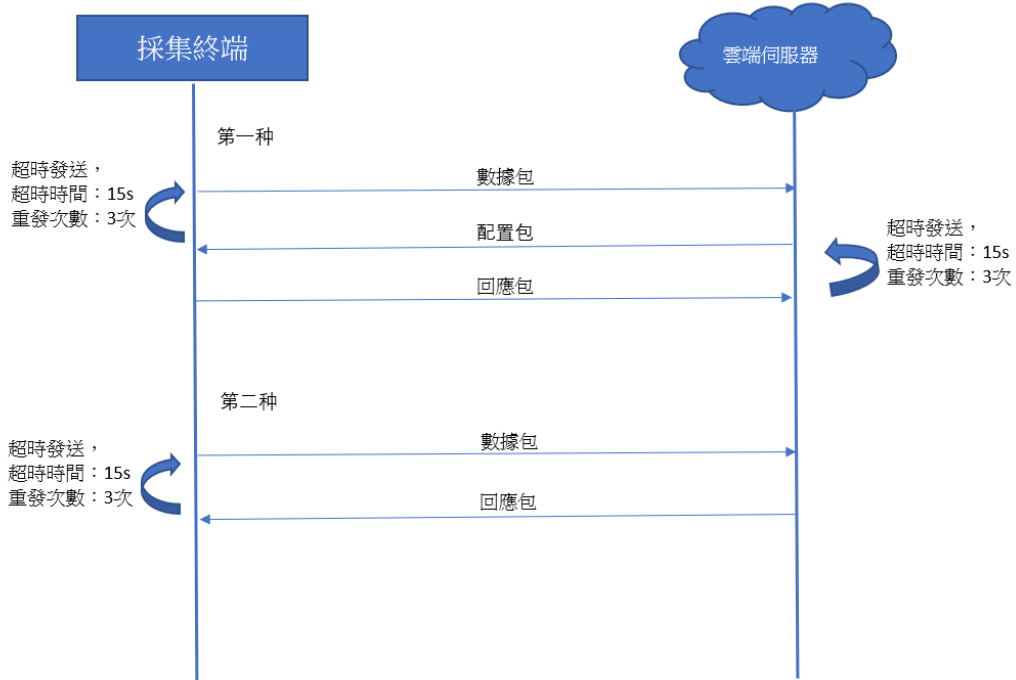 採集終端
雲端伺服器
第一种
超時發送，
超時時間：15s
重發次數：3次
數據包
配置包
超時發送，
超時時間：15s
重發次數：3次
回應包
第二种
超時發送，
超時時間：15s
重發次數：3次
數據包
回應包